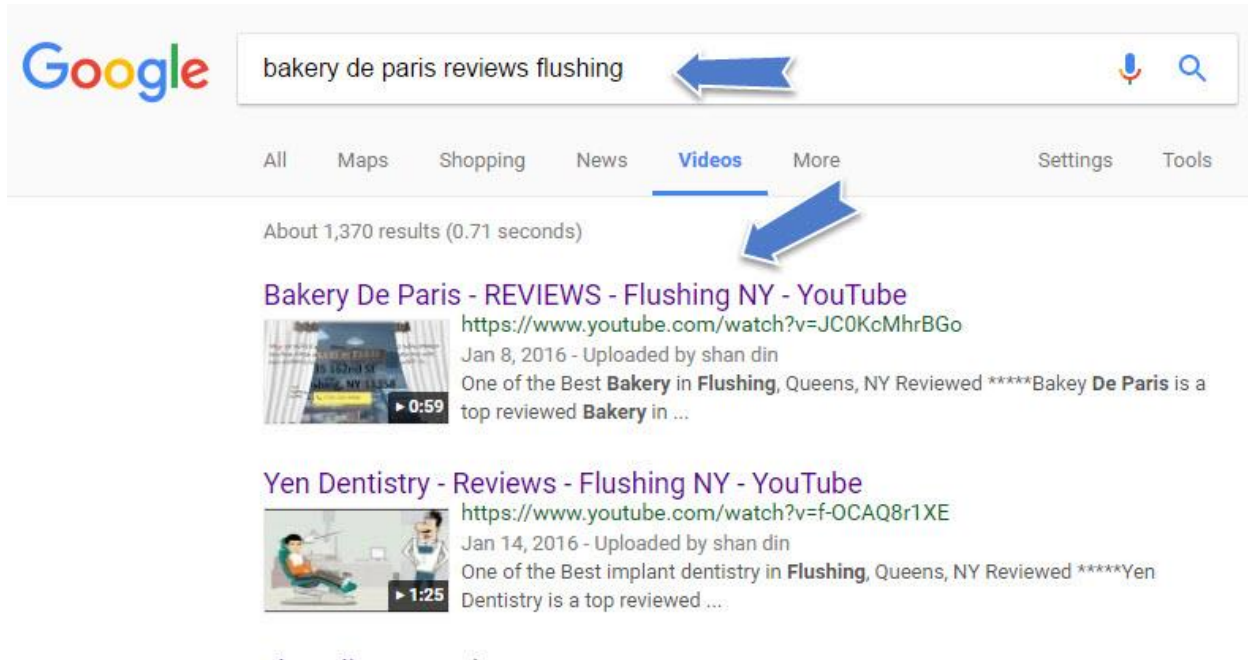 Google
bakery de paris reviews flushing
All Maps Shopping News Videos More Settings Tools
About 1,370 results (0.71 seconds)
Bakery De Paris - REVIEWS - Flushing NY - YouTube
https://www.youtube.com/watch?v=JC0KcMhrBGo
Jan 8, 2016 - Uploaded by shan din
One of the Best Bakery in Flushing, Queens, NY Reviewed *****Bakey De Paris is a
0:59
top reviewed Bakery in ...
Yen Dentistry - Reviews - Flushing NY - YouTube
https://www.youtube.com/watch?v=f-OCAQ8r1XE
Jan 14, 2016 - Uploaded by shan din
One of the Best implant dentistry in Flushing, Queens, NY Reviewed *****Yen
1:25
Dentistry is a top reviewed ...